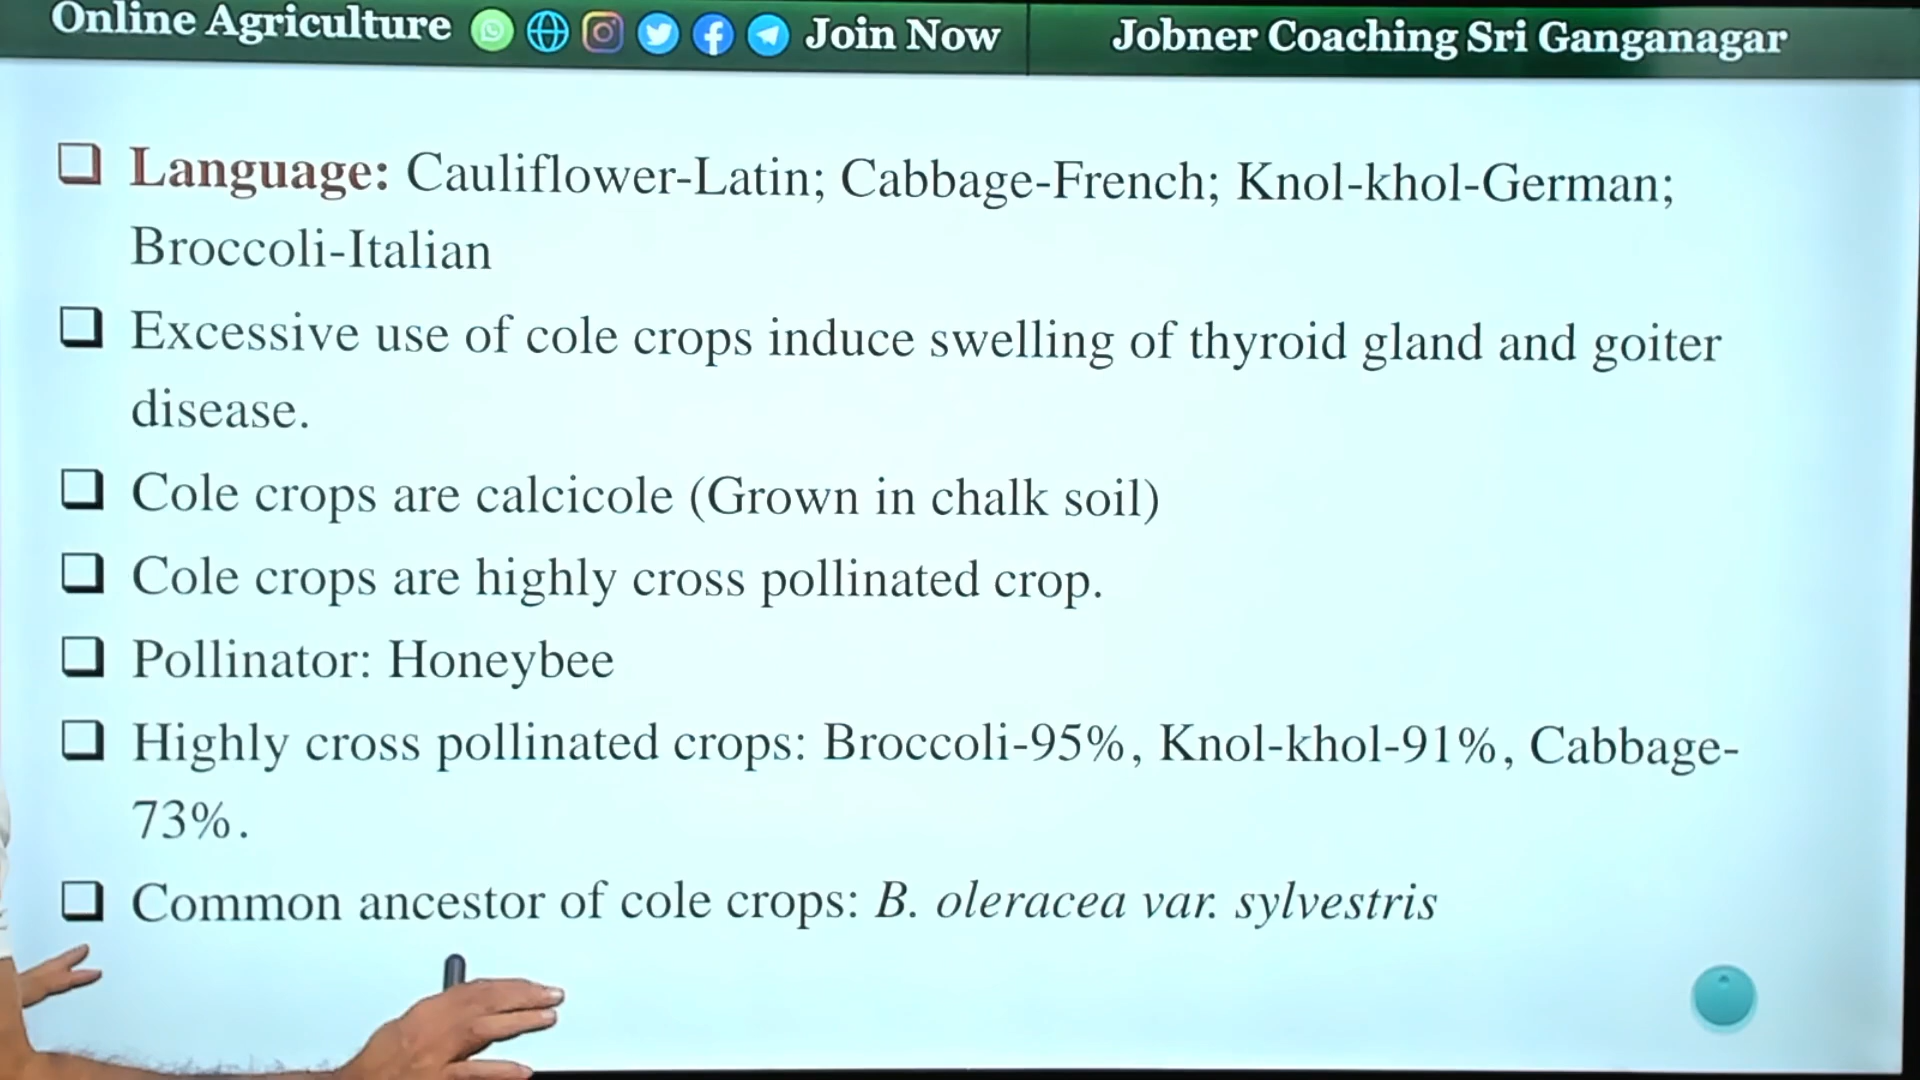 Online Agriculture Join Now Jobner Coaching Sri Ganganagar
Language: Cauliflower-Latin; Cabbage-French; Knol-khol-German;
Broccoli-Italian
Excessive use of cole crops induce swelling of thyroid gland and goiter
disease.
Cole crops are calcicole (Grown in chalk soil)
Cole crops are highly cross pollinated crop.
Pollinator: Honeybee
Highly cross pollinated crops: Broccoli-95%, Knol-khol-91%, Cabbage-
73%.
Common ancestor of cole crops: B. oleracea var. sylvestris